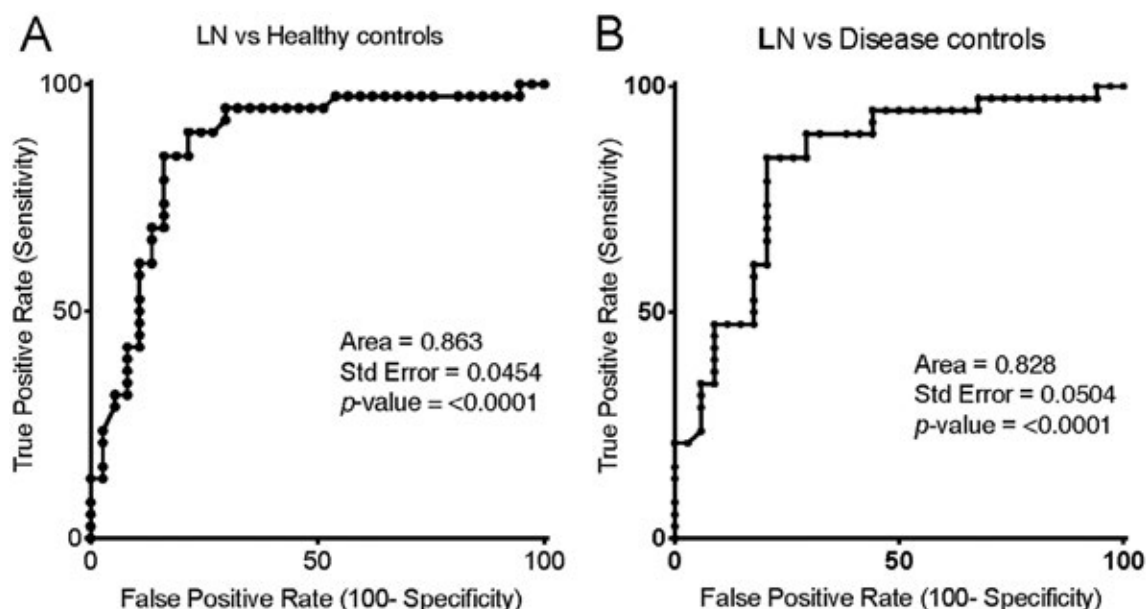 A
LN vs Healthy controls
True Positive Rate (Sensitivity)
100
50
0
Area = 0.863
Std Error = 0.0454
p-value = <0.0001
0
50
100
False Positive Rate (100- Specificity)
B
LN vs Disease controls
True Positive Rate (Sensitivity)
100
50
0
Area = 0.828
Std Error = 0.0504
p-value = <0.0001
0
50
100
False Positive Rate (100- Specificity)